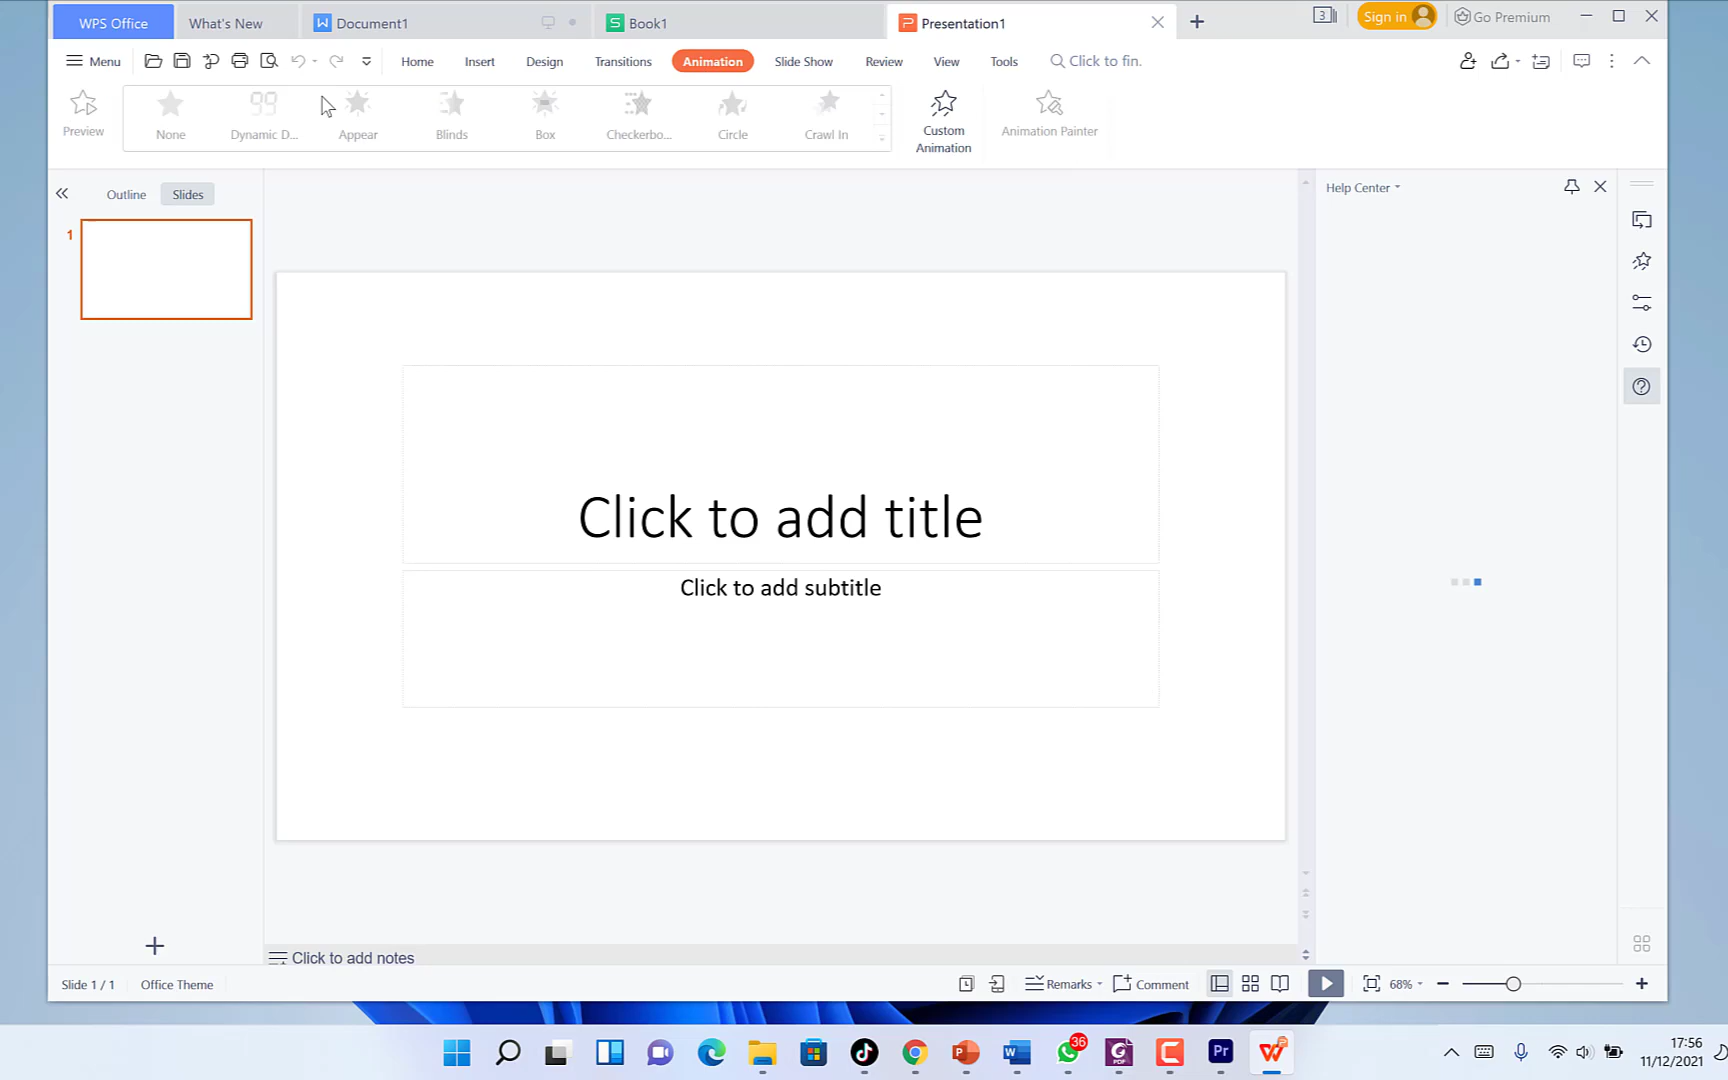 WPS Office What's New Document1 Book1 Presentation1 3 Sign in Go Premium
Menu Home Insert Design Transitions Animation Slide Show Review View Tools Click to fin.
Preview None Dynamic D... Appear Blinds Box Checkerbo... Circle Crawl In Custom Animation Animation Painter
Outline Slides Help Center
1
Click to add title
Click to add subtitle
Click to add notes
Slide 1 / 1 Office Theme Remarks Comment 68%
36 Pr
17:56
11/12/2021